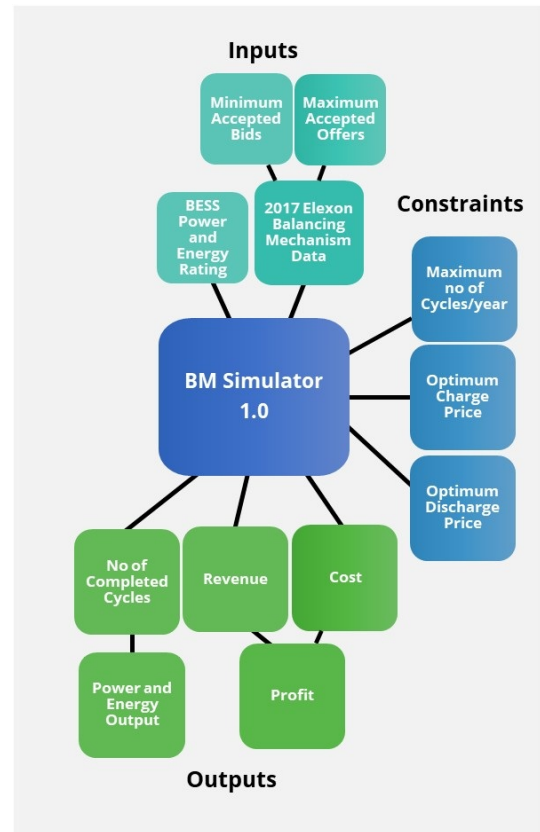 Inputs
Minimum
Accepted
Bids
Maximum
Accepted
Offers
BESS
Power
and
Energy
Rating
2017 Elexon
Balancing
Mechanism
Data
Constraints
Maximum
no of
Cycles/year
Optimum
Charge
Price
Optimum
Discharge
Price
BM Simulator
1.0
No of
Completed
Cycles
Revenue
Cost
Power and
Energy
Output
Profit
Outputs